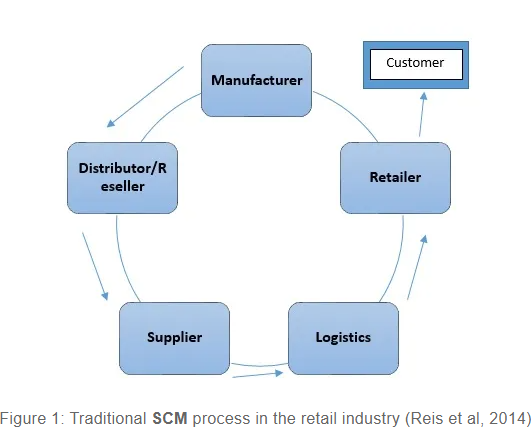 Manufacturer
Customer
Distributor/R
eseller
Retailer
Supplier
Logistics
Figure 1: Traditional SCM process in the retail industry (Reis et al, 2014)